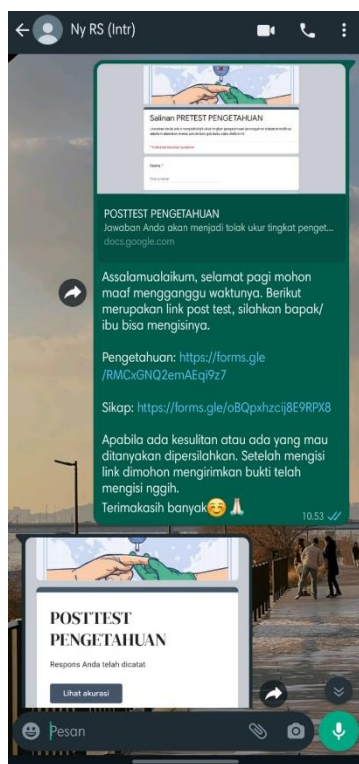 Ny RS (Intr)
Salinan PRETEST PENGETAHUAN
POSTTEST PENGETAHUAN
Jawaban Anda akan menjadi tolak ukur tingkat penget...
docs.google.com
Assalamualaikum, selamat pagi mohon
maaf mengganggu waktunya. Berikut
merupakan link post test, silahkan bapak/
ibu bisa mengisinya.
Pengetahuan: https://forms.gle
/RMCxGNQ2emAEqi9z7
Sikap: https://forms.gle/oBQpxhzcij8E9RPX8
Apabila ada kesulitan atau ada yang mau
ditanyakan dipersilahkan. Setelah mengisi
link dimohon mengirimkan bukti telah
mengisi nggih.
Terimakasih banyak☺️🙏🏻
10.53
POSTTEST
PENGETAHUAN
Respons Anda telah dicatat
Lihat akurasi
Pesan